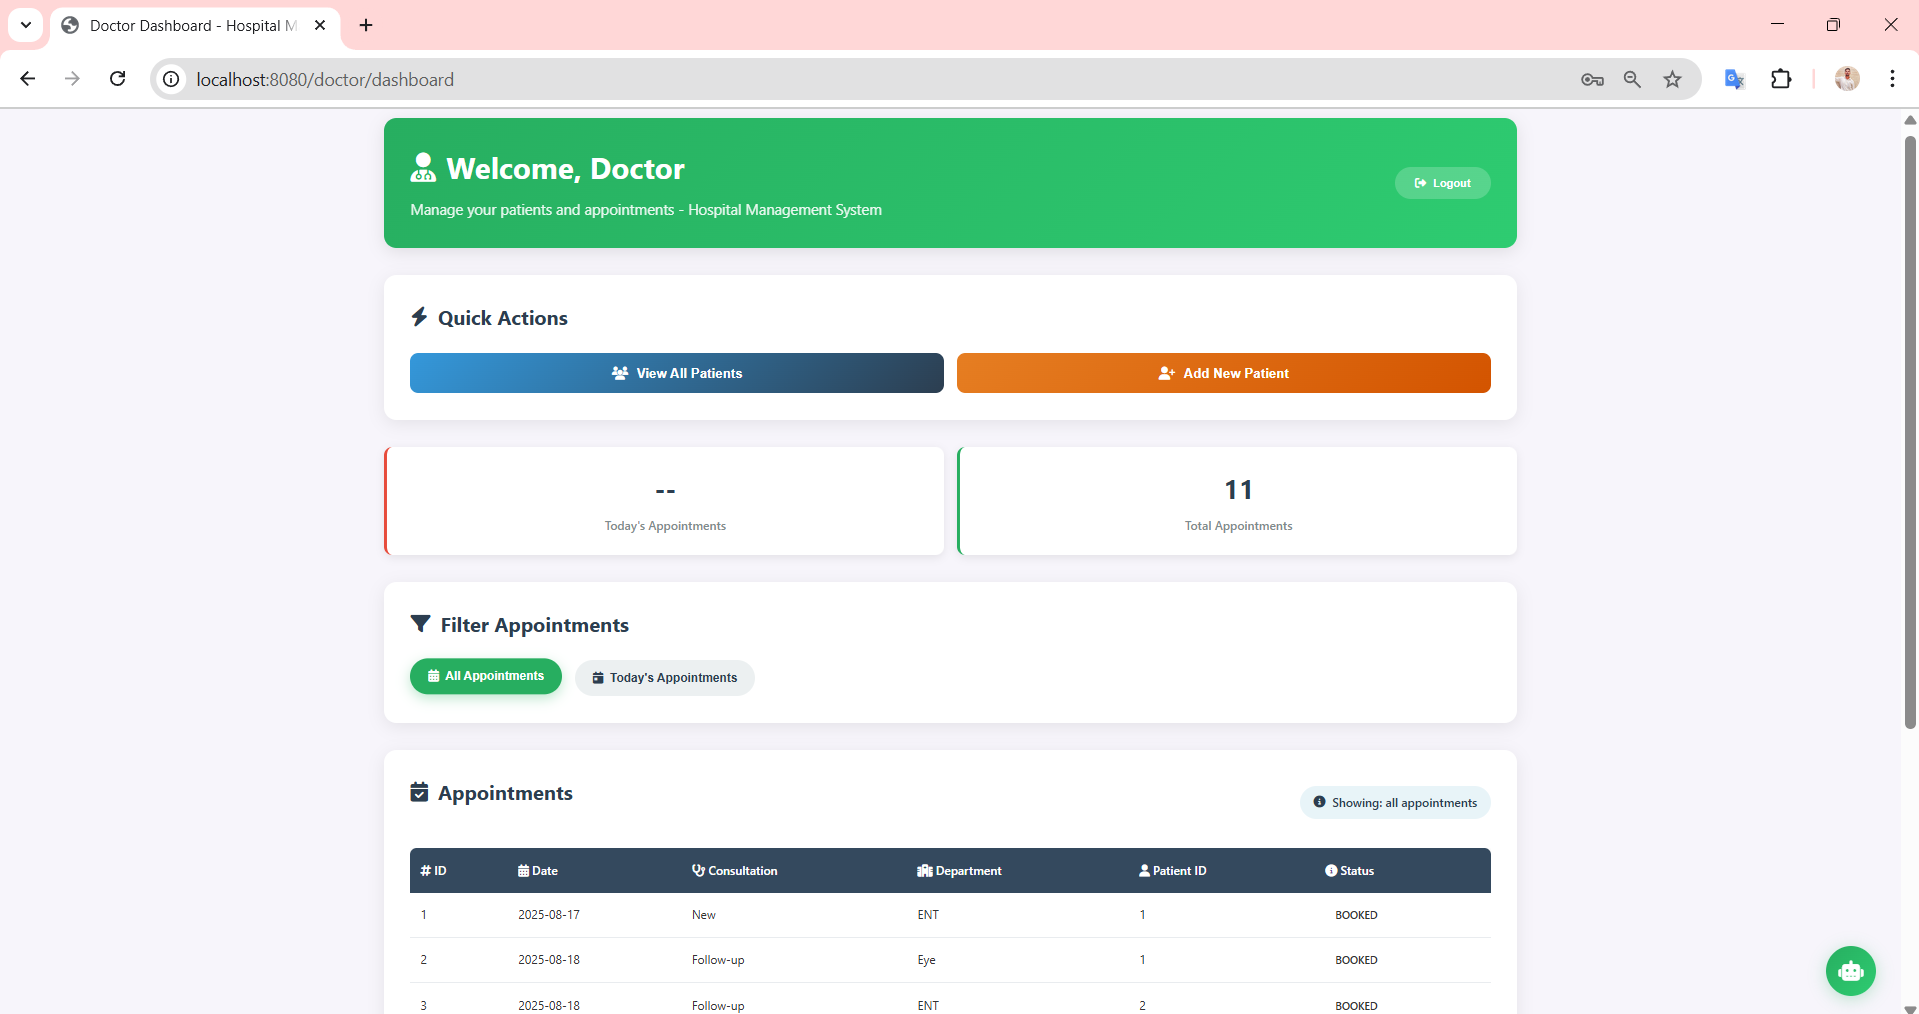 Doctor Dashboard - Hospital M
localhost:8080/doctor/dashboard
Welcome, Doctor
Manage your patients and appointments - Hospital Management System
Logout
Quick Actions
View All Patients
Add New Patient
--
Today's Appointments
11
Total Appointments
Filter Appointments
All Appointments
Today's Appointments
Appointments
Showing: all appointments
# ID Date Consultation Department Patient ID Status
1 2025-08-17 New ENT 1 BOOKED
2 2025-08-18 Follow-up Eye 1 BOOKED
3 2025-08-18 Follow-up ENT 2 BOOKED